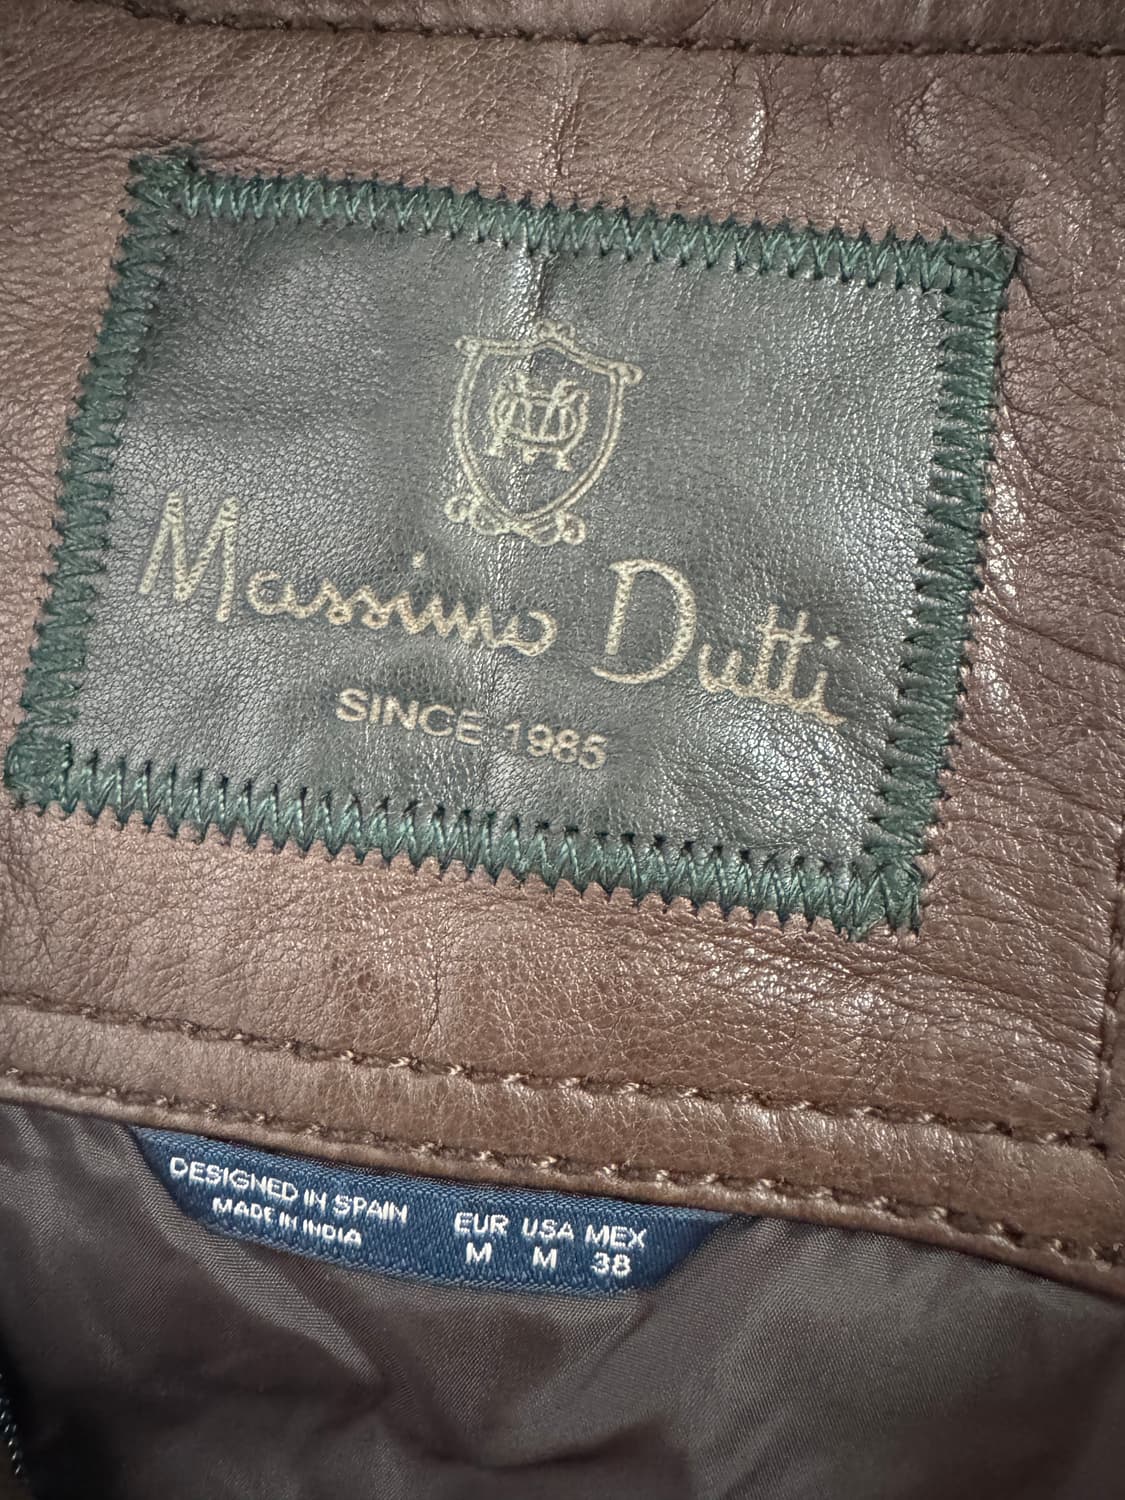 Massimo Dutti
SINCE 1985
DESIGNED IN SPAIN
MADE IN INDIA
EUR USA MEX
M M 38